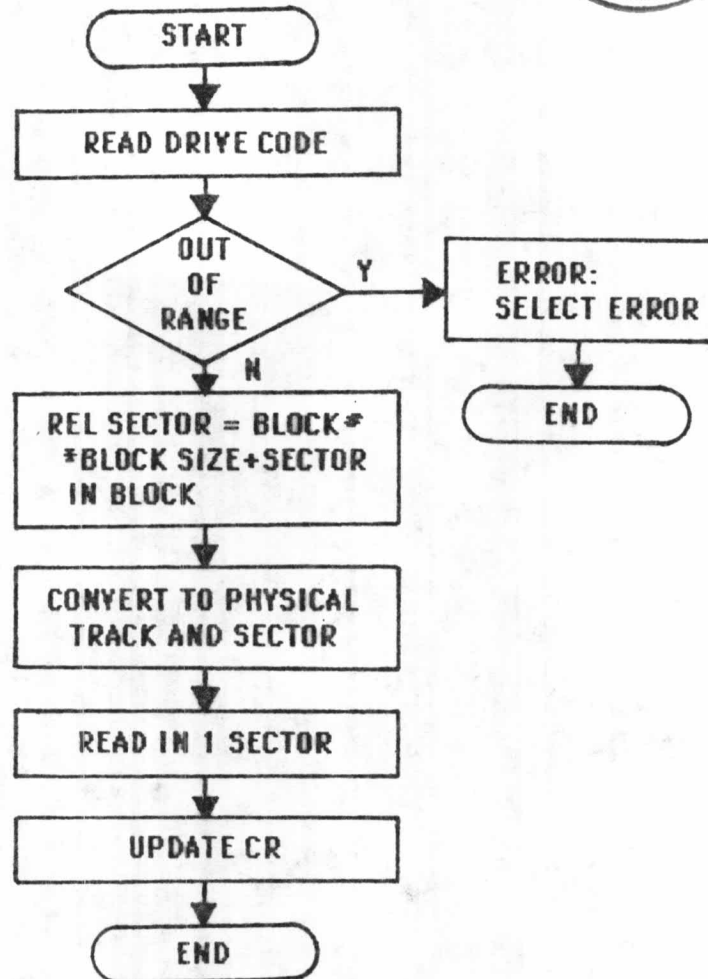 START
READ DRIVE CODE
OUT
OF
RANGE
Y
ERROR:
SELECT ERROR
END
N
REL SECTOR = BLOCK*
*BLOCK SIZE+SECTOR
IN BLOCK
CONVERT TO PHYSICAL
TRACK AND SECTOR
READ IN 1 SECTOR
UPDATE CR
END